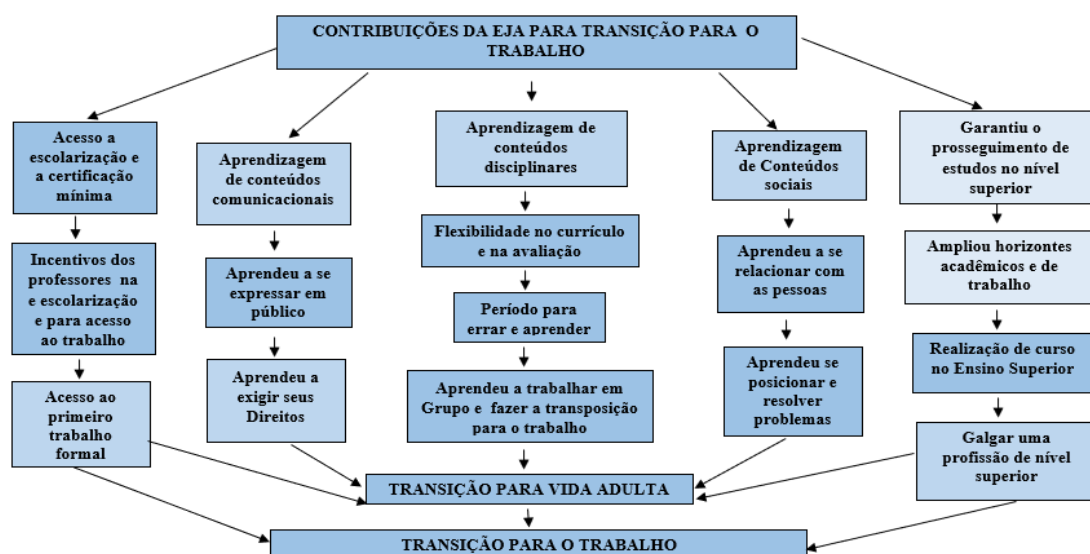 CONTRIBUIÇÕES DA EJA PARA TRANSIÇÃO PARA O
TRABALHO
Acesso a
escolarização e
a certificação
mínima
Incentivos dos
professores na
e escolarização
e para acesso
ao trabalho
Acesso ao
primeiro
trabalho
formal
Aprendizagem
de conteúdos
comunicacionais
Aprendeu a se
expressar em
público
Aprendeu a
exigir seus
Direitos
Aprendizagem de
conteúdos
disciplinares
Flexibilidade no currículo
e na avaliação
Período para
errar e aprender
Aprendeu a trabalhar em
Grupo e fazer a transposição
para o trabalho
Aprendizagem
de Conteúdos
sociais
Aprendeu a se
relacionar com
as pessoas
Aprendeu se
posicionar e
resolver
problemas
Garantiu o
prosseguimento de
estudos no nível
superior
Ampliou horizontes
acadêmicos e de
trabalho
Realização de curso
no Ensino Superior
Galgar uma
profissão de nível
superior
TRANSIÇÃO PARA VIDA ADULTA
TRANSIÇÃO PARA O TRABALHO